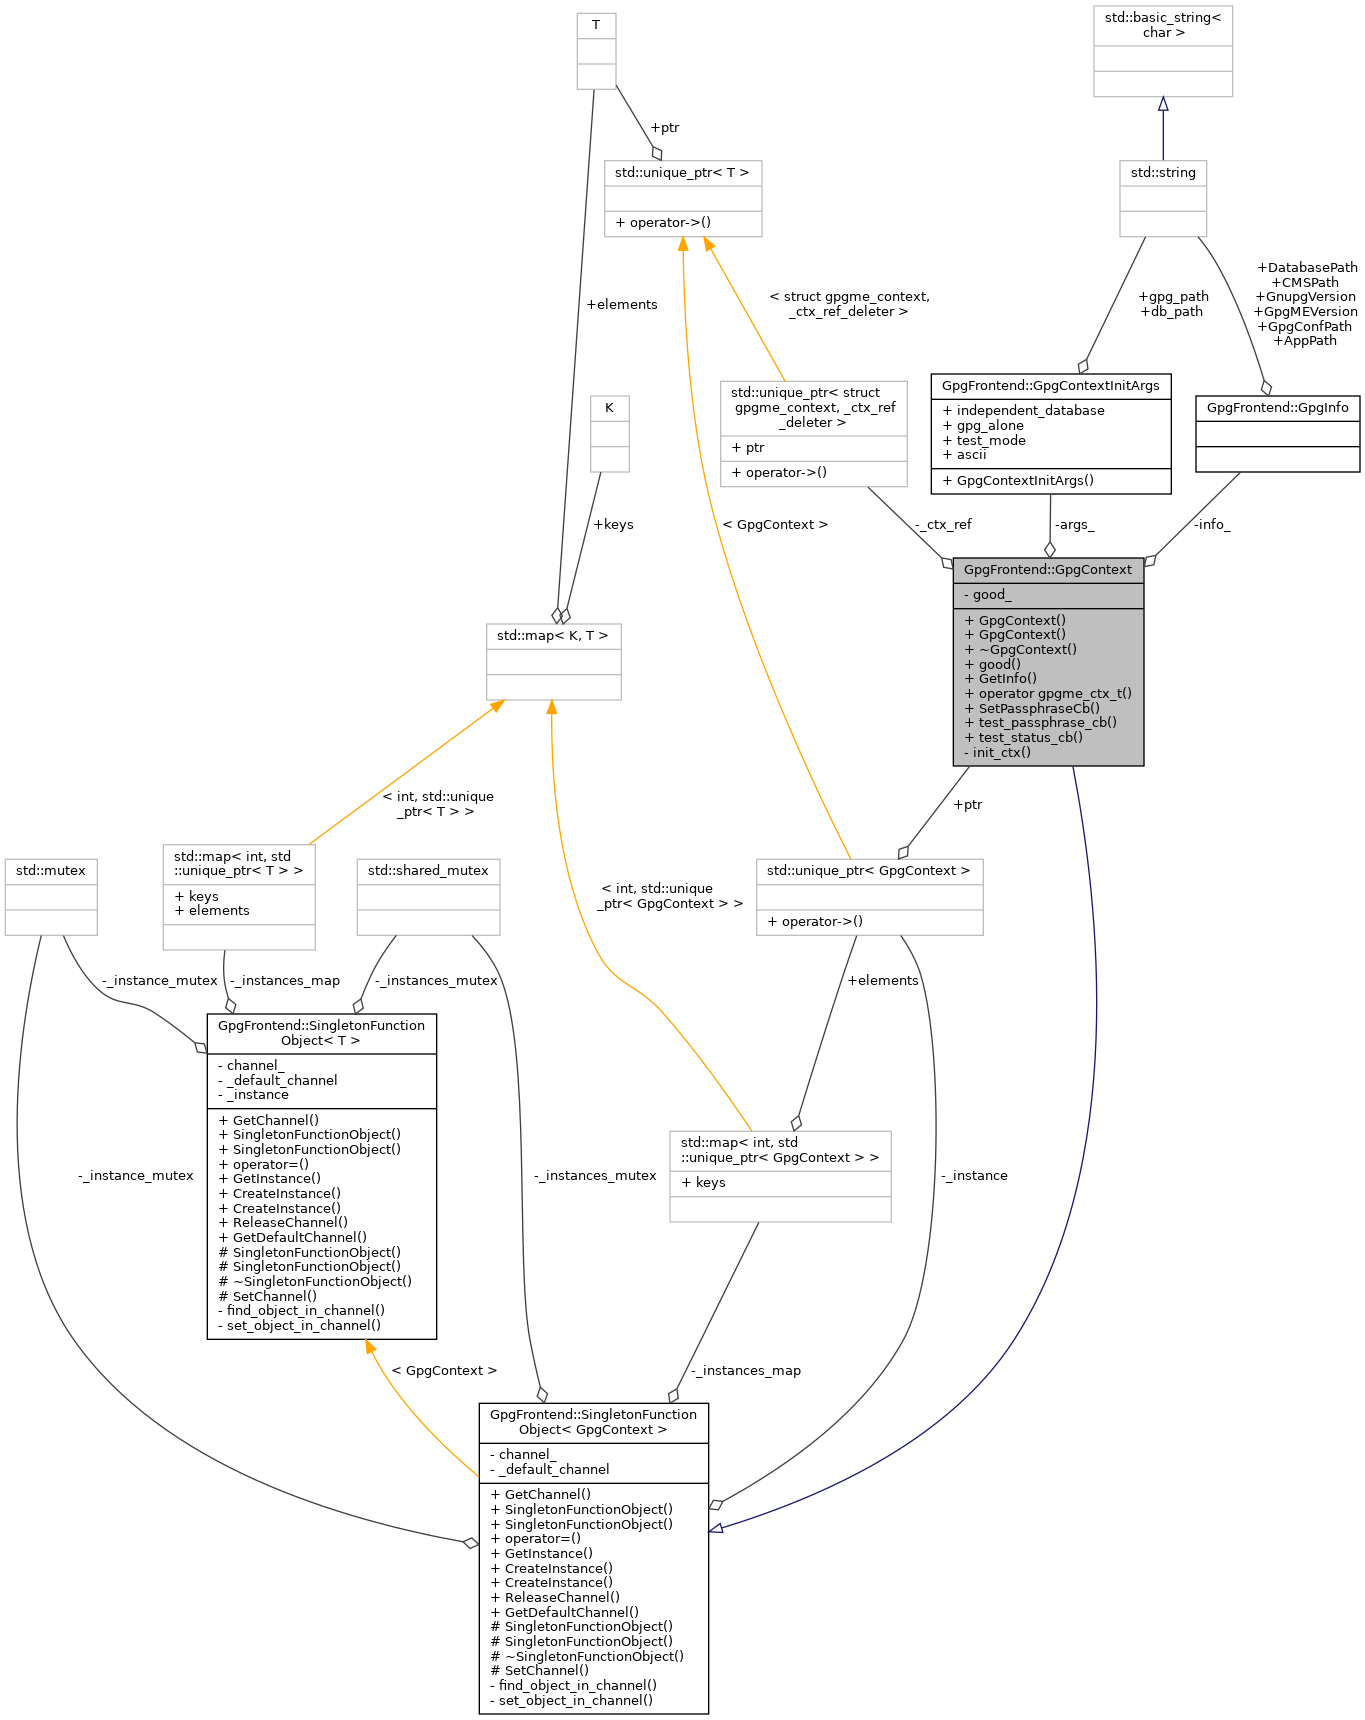 T
std::basic_string<
char >
+ptr
std::unique_ptr< T >
+ operator->()
std::string
+elements
< struct gpgme_context,
_ctx_ref_deleter >
+gpg_path
+db_path
+DatabasePath
+CMSPath
+GnupgVersion
+GpgMEVersion
+GpgConfPath
+AppPath
K
std::unique_ptr< struct
gpgme_context, _ctx_ref
_deleter >
+ ptr
+ operator->()
GpgFrontend::GpgContextInitArgs
+ independent_database
+ gpg_alone
+ test_mode
+ ascii
+ GpgContextInitArgs()
GpgFrontend::GpgInfo
+keys
< GpgContext >
-_ctx_ref
-args_
-info_
std::map< K, T >
GpgFrontend::GpgContext
- good_
+ GpgContext()
+ GpgContext()
+ ~GpgContext()
+ good()
+ GetInfo()
+ operator gpgme_ctx_t()
+ SetPassphraseCb()
+ test_passphrase_cb()
+ test_status_cb()
- init_ctx()
< int, std::unique
_ptr< T > >
+ptr
std::mutex
std::map< int, std
::unique_ptr< T > >
+ keys
+ elements
std::shared_mutex
< int, std::unique
_ptr< GpgContext > >
std::unique_ptr< GpgContext >
+ operator->()
-_instance_mutex
-_instances_map
-_instances_mutex
+elements
GpgFrontend::SingletonFunction
Object< T >
- channel_
- _default_channel
- _instance
+ GetChannel()
+ SingletonFunctionObject()
+ SingletonFunctionObject()
+ operator=()
+ GetInstance()
+ CreateInstance()
+ CreateInstance()
+ ReleaseChannel()
+ GetDefaultChannel()
# SingletonFunctionObject()
# SingletonFunctionObject()
# ~SingletonFunctionObject()
# SetChannel()
- find_object_in_channel()
- set_object_in_channel()
-_instance_mutex
-_instances_mutex
std::map< int, std
::unique_ptr< GpgContext > >
+ keys
-_instance
< GpgContext >
-_instances_map
GpgFrontend::SingletonFunction
Object< GpgContext >
- channel_
- _default_channel
+ GetChannel()
+ SingletonFunctionObject()
+ SingletonFunctionObject()
+ operator=()
+ GetInstance()
+ CreateInstance()
+ CreateInstance()
+ ReleaseChannel()
+ GetDefaultChannel()
# SingletonFunctionObject()
# SingletonFunctionObject()
# ~SingletonFunctionObject()
# SetChannel()
- find_object_in_channel()
- set_object_in_channel()